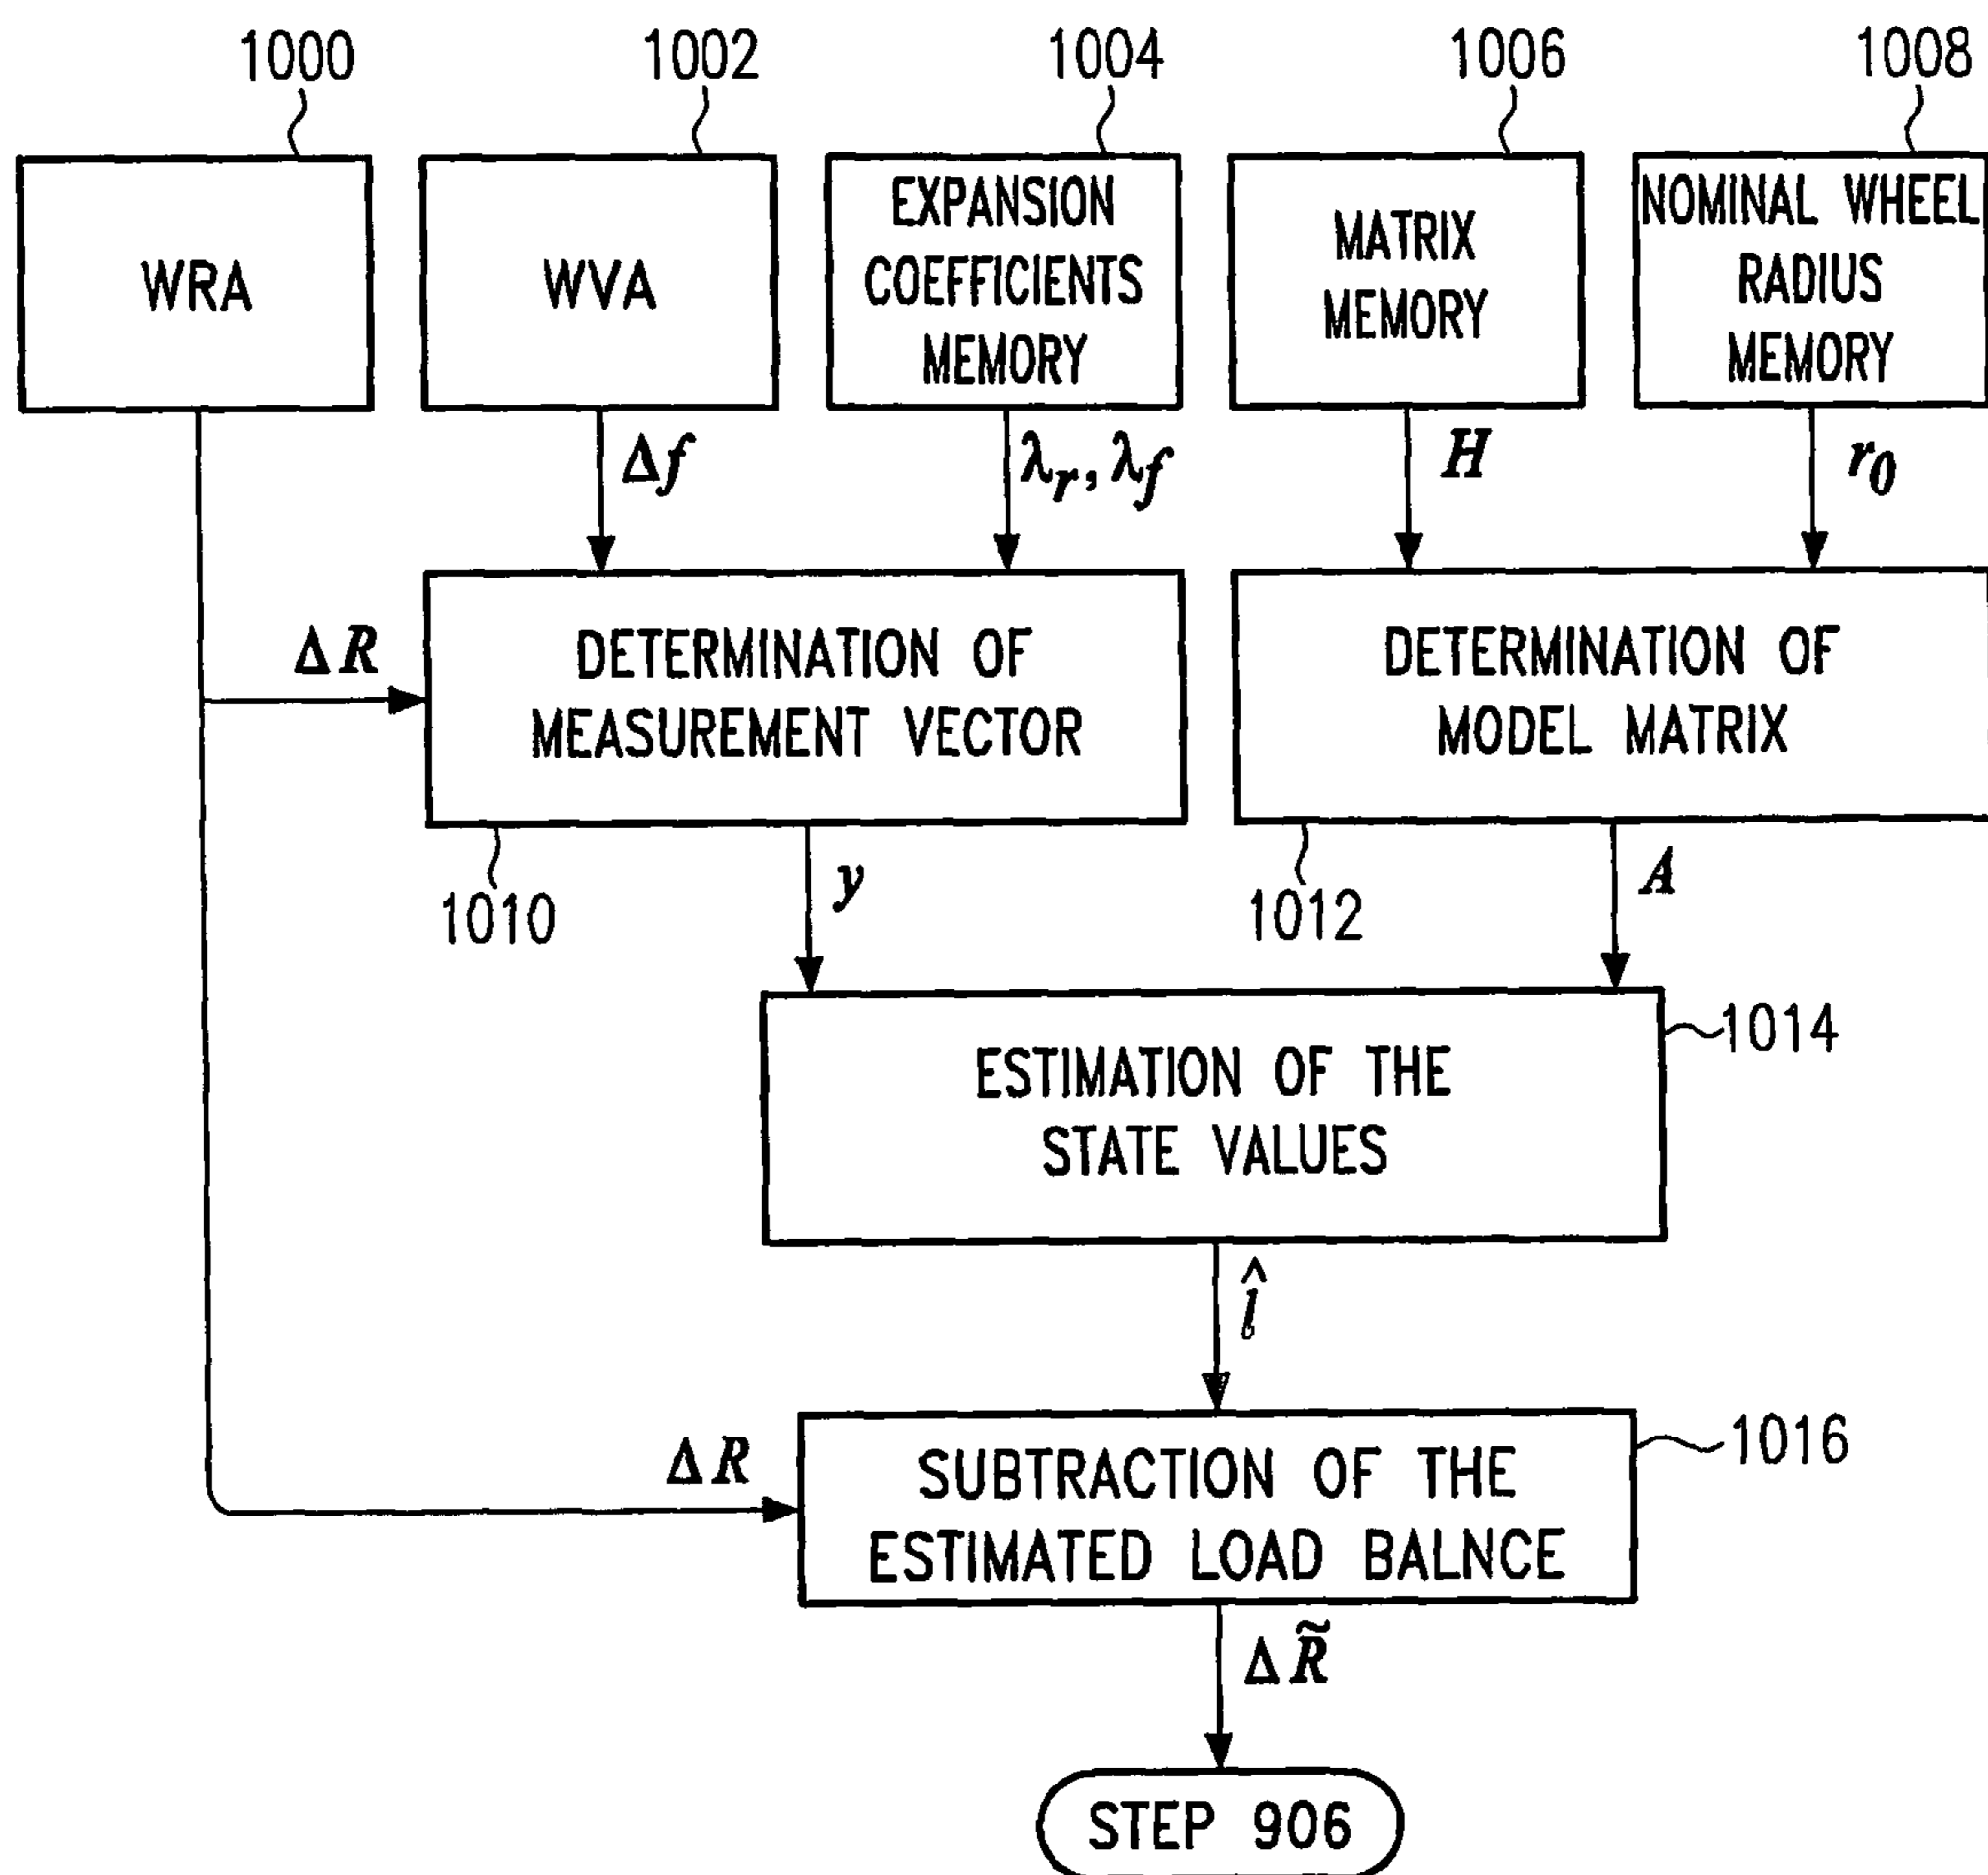 1000
1002
1004
1006
1008
WRA
WVA
EXPANSION
COEFFICIENTS
MEMORY
MATRIX
MEMORY
NOMINAL WHEEL
RADIUS
MEMORY
Δf
λr, λf
H
r0
ΔR
DETERMINATION OF
MEASUREMENT VECTOR
DETERMINATION OF
MODEL MATRIX
1010
y
1012
A
ESTIMATION OF THE
STATE VALUES
1014
l̂
ΔR
SUBTRACTION OF THE
ESTIMATED LOAD BALNCE
1016
ΔR̃
STEP 906